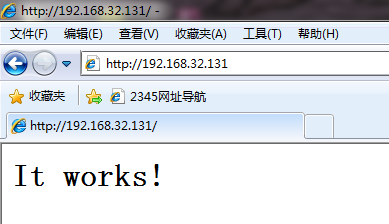 http://192.168.32.131/ -
文件(F) 编辑(E) 查看(V) 收藏夹(A) 工具(T) 帮助(H)
http://192.168.32.131
收藏夹 2345网址导航
http://192.168.32.131/
It works!